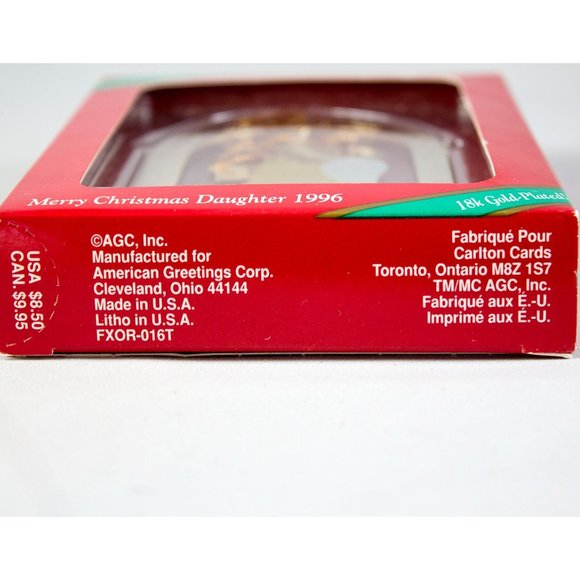 Merry Christmas Daughter 1996
18k Gold-Plated!
USA $8.50
CAN. $9.95
©AGC, Inc.
Manufactured for
American Greetings Corp.
Cleveland, Ohio 44144
Made in U.S.A.
Litho in U.S.A.
FXOR-016T
Fabriqué Pour
Carlton Cards
Toronto, Ontario M8Z 1S7
TM/MC AGC, Inc.
Fabriqué aux É.-U.
Imprimé aux É.-U.